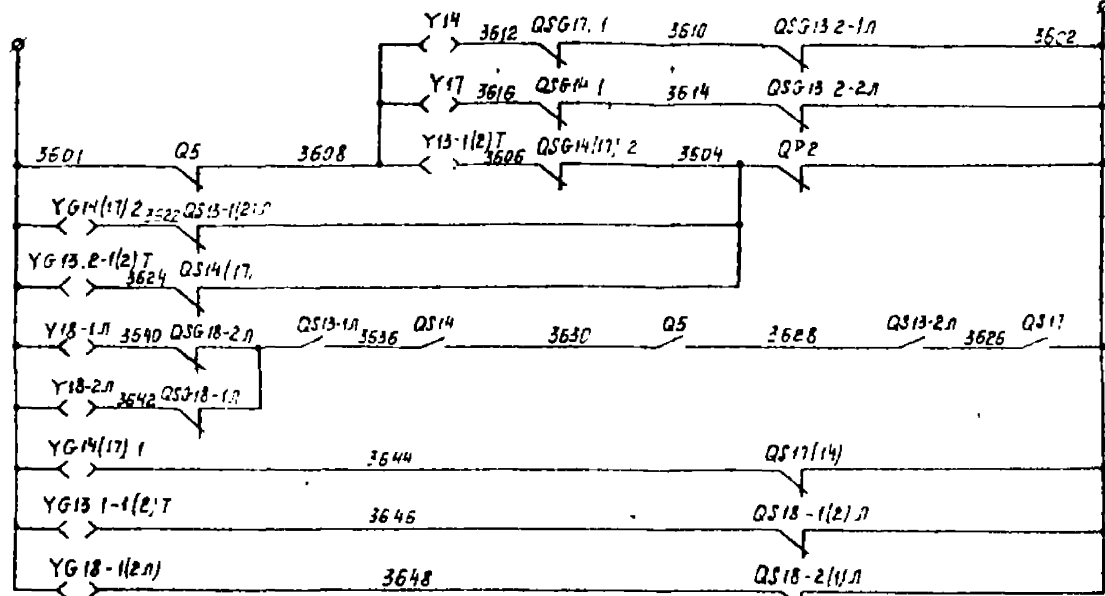 Y14 3612 QSG17.1 3610 QSG13 2-1л 3602
Y17 3616 QSG14 1 3614 QSG13 2-2л
3601 Q5 3608 Y13-1(2)T 3606 QSG14(17) 2 3604 QP2
YG14(17) 2 3622 QS13-1(2)л
YG13.2-1(2)T 3624 QS14(17)
Y18-1л 3640 QSG18-2л QS13-1л 3636 QS14 3630 Q5 3628 QS13-2л 3626 QS17
Y18-2л 3642 QSG18-1л
YG14(17) 1 3644 QS17(14)
YG13 1-1(2)T 3646 QS18-1(2)л
YG18-1(2л) 3648 QS18-2(1)л